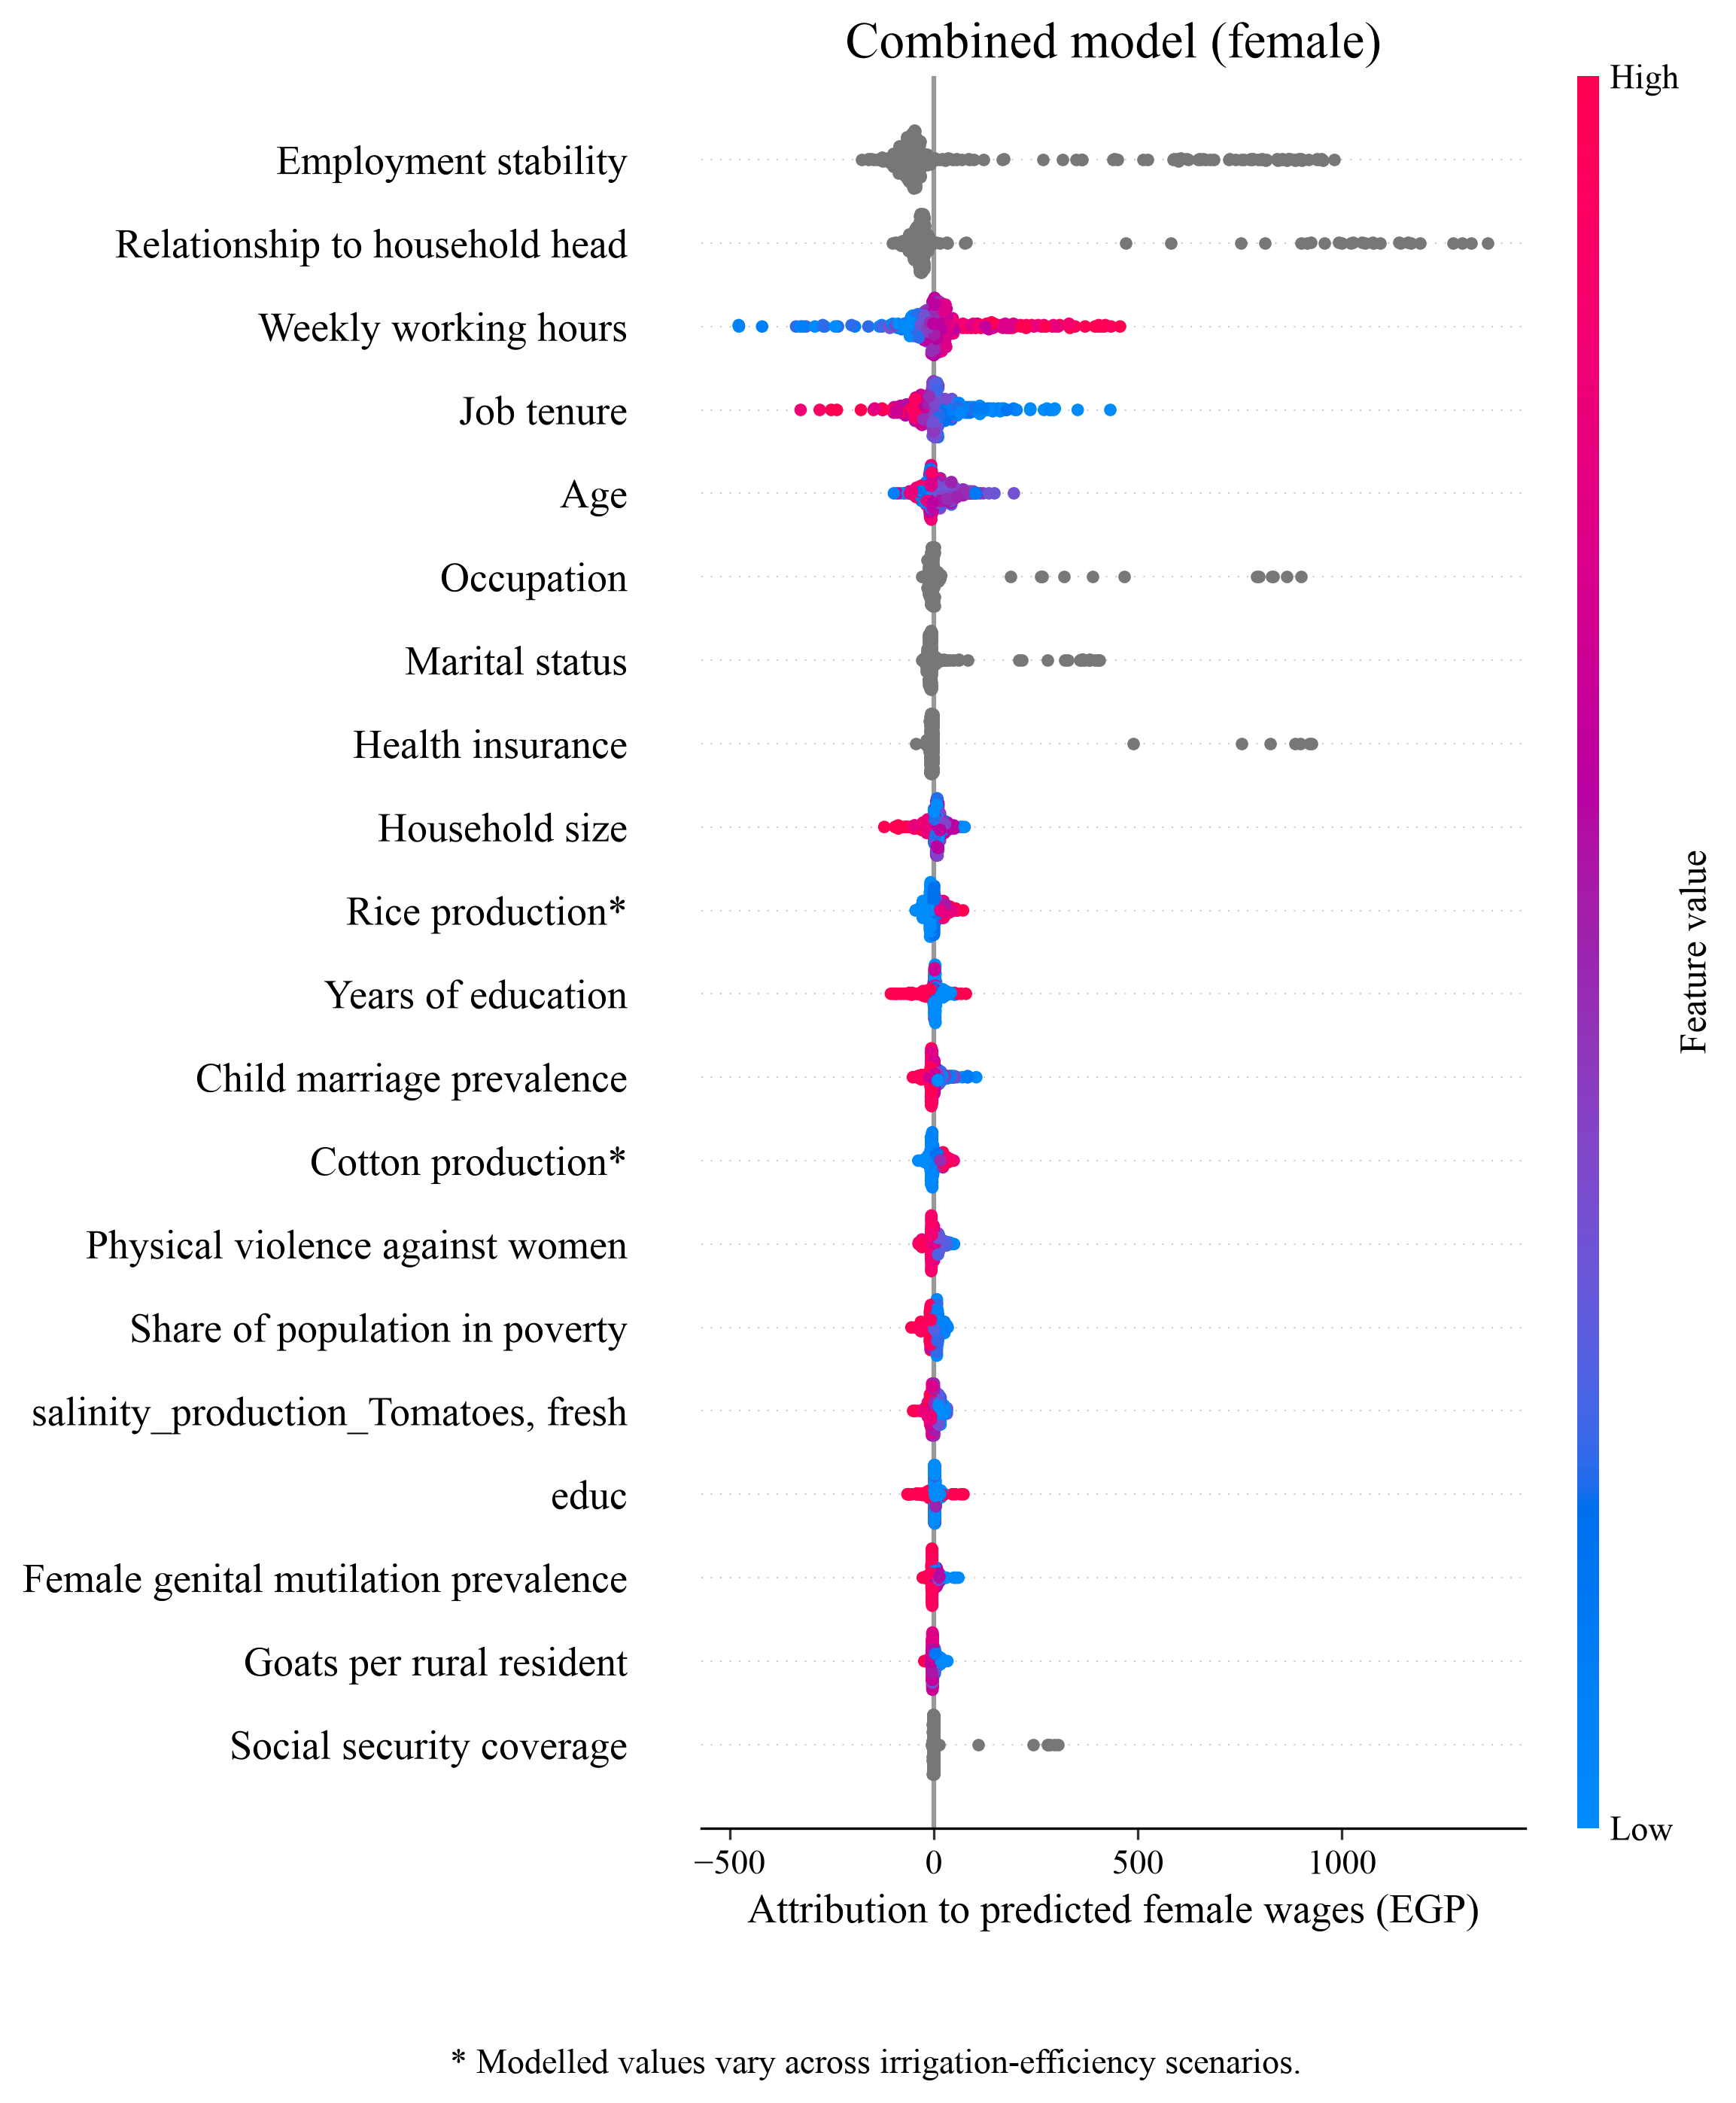 Combined model (female)
High
Employment stability
Relationship to household head
Weekly working hours
Job tenure
Age
Occupation
Marital status
Health insurance
Household size
Rice production*
Years of education
Child marriage prevalence
Cotton production*
Physical violence against women
Share of population in poverty
salinity_production_Tomatoes, fresh
educ
Female genital mutilation prevalence
Goats per rural resident
Social security coverage
Feature value
Low
−500 0 500 1000
Attribution to predicted female wages (EGP)
* Modelled values vary across irrigation-efficiency scenarios.